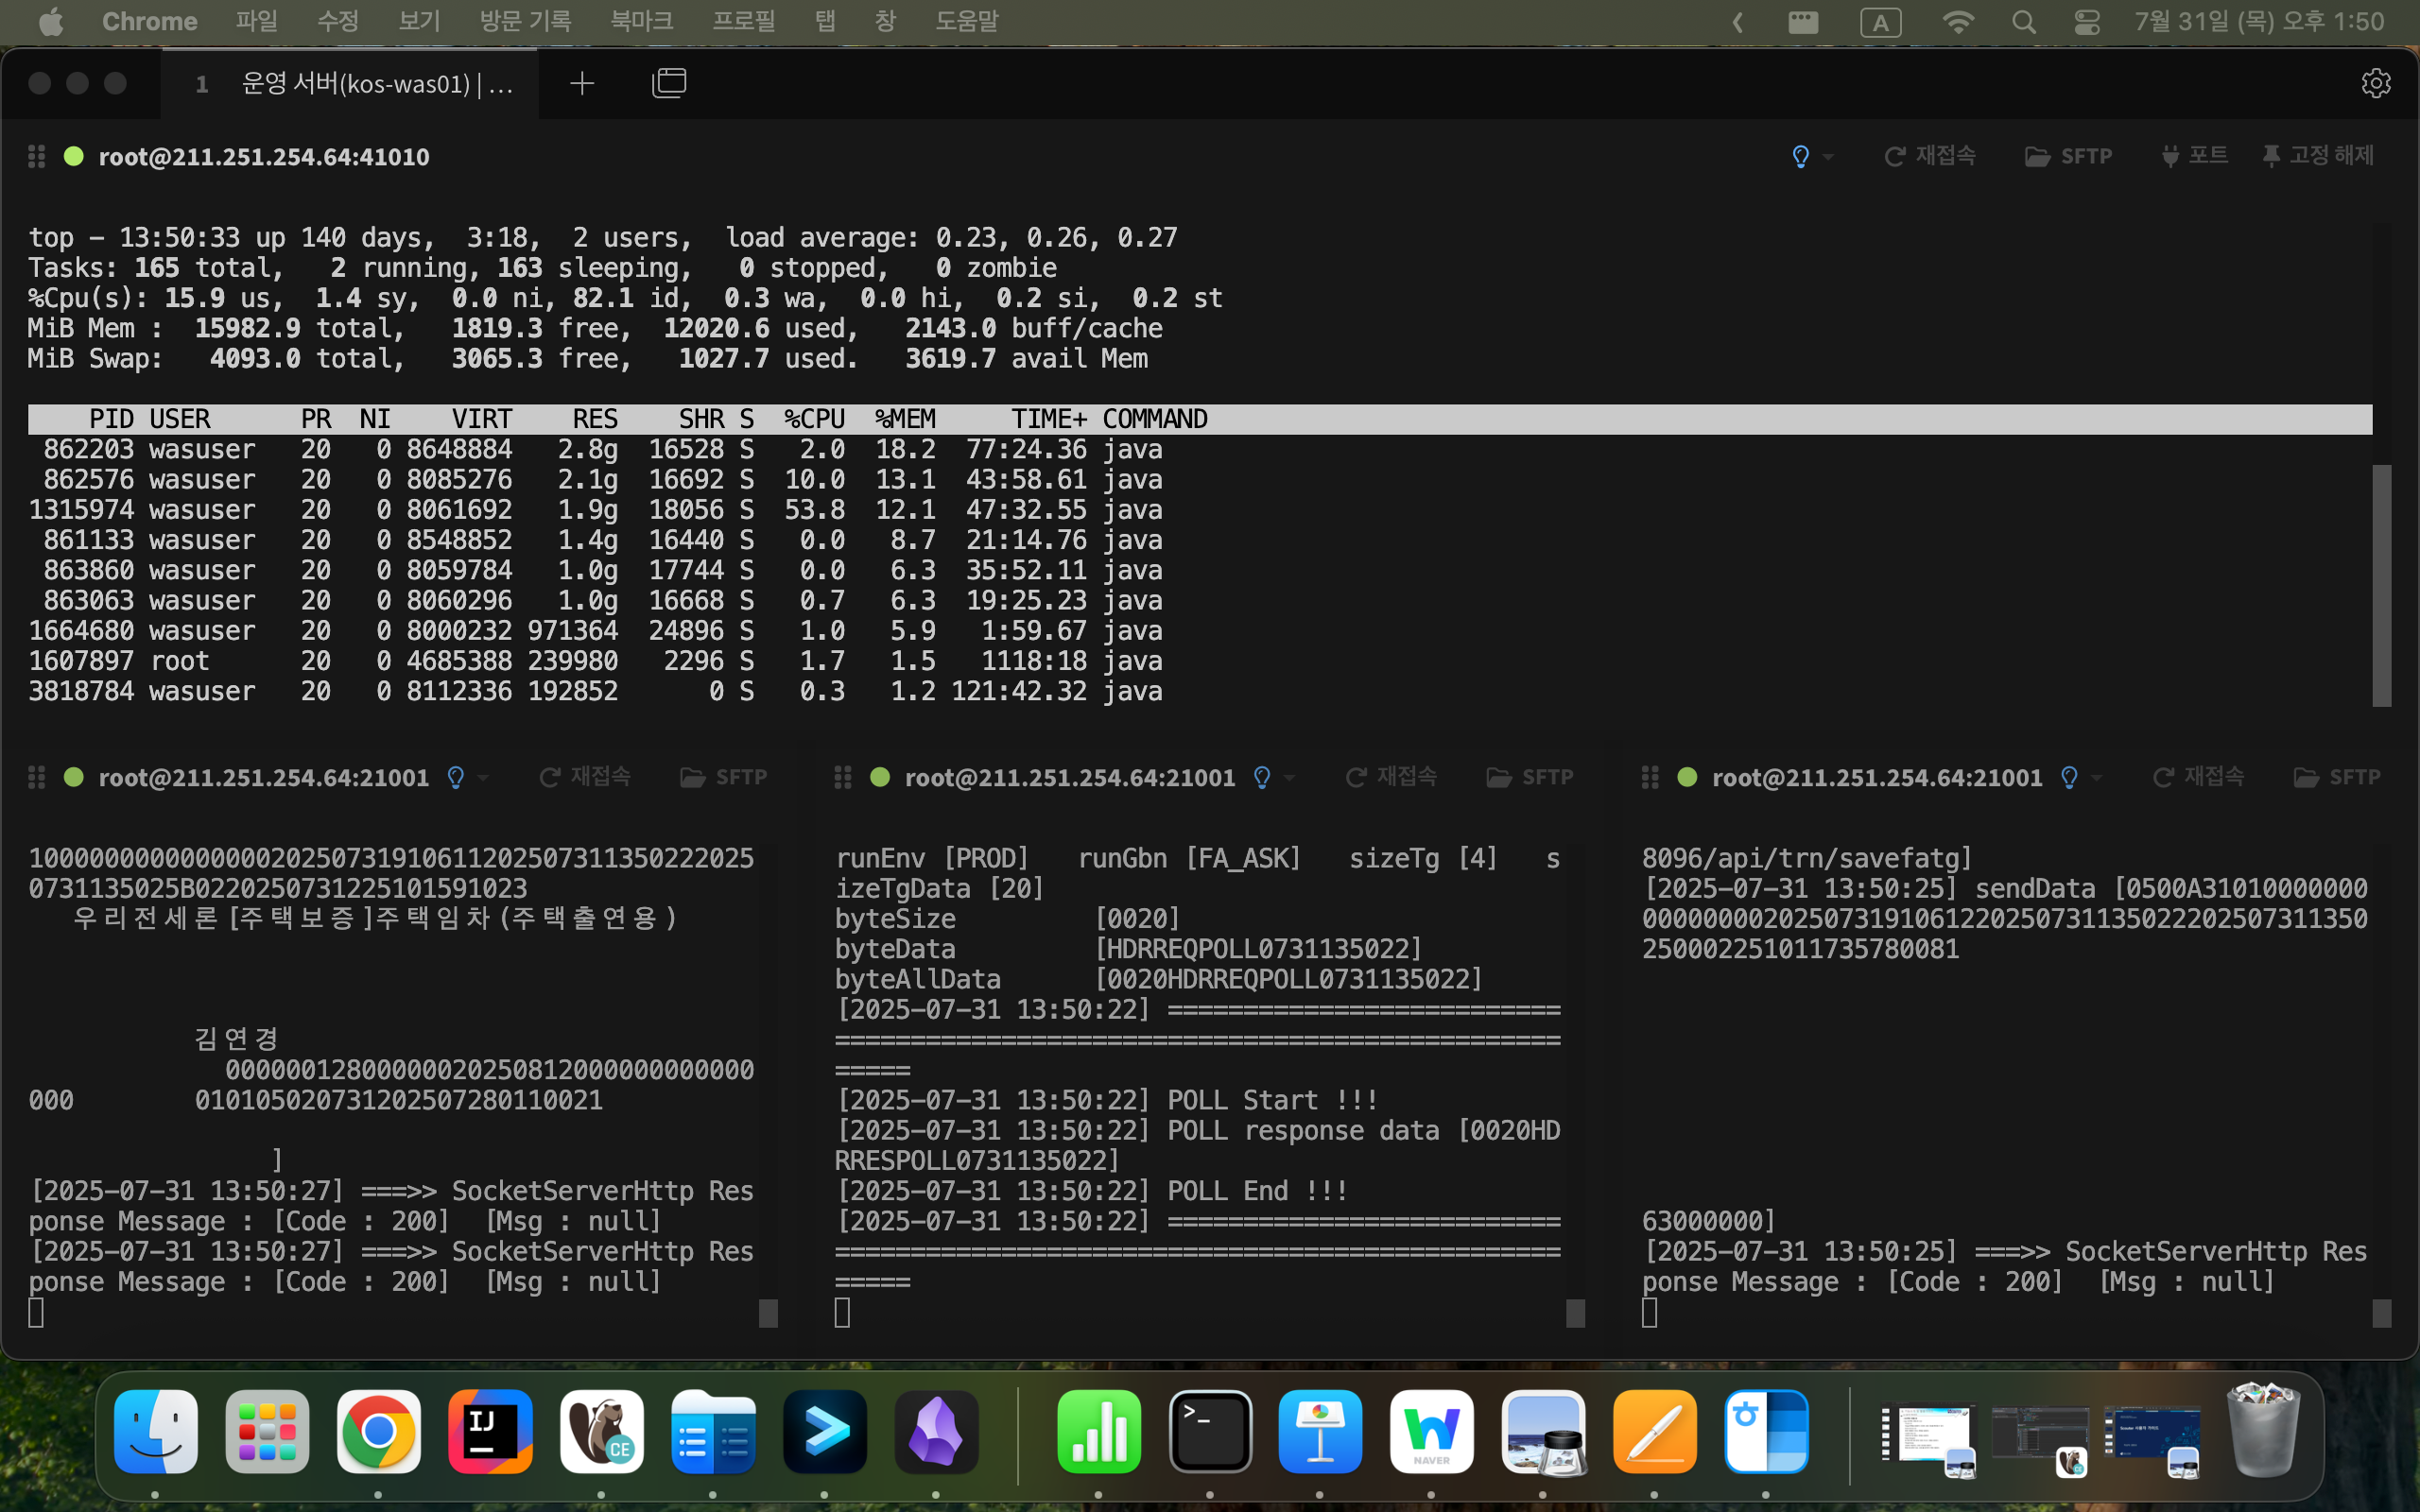 Chrome 파일 수정 보기 방문 기록 북마크 프로필 탭 창 도움말 A 7월 31일 (목) 오후 1:50
1 운영 서버(kos-was01) | ...
root@211.251.254.64:41010 재접속 SFTP 포트 고정 해제
top - 13:50:33 up 140 days,  3:18,  2 users,  load average: 0.23, 0.26, 0.27
Tasks: 165 total,   2 running, 163 sleeping,   0 stopped,   0 zombie
%Cpu(s): 15.9 us,  1.4 sy,  0.0 ni, 82.1 id,  0.3 wa,  0.0 hi,  0.2 si,  0.2 st
MiB Mem :  15982.9 total,   1819.3 free,  12020.6 used,   2143.0 buff/cache
MiB Swap:   4093.0 total,   3065.3 free,   1027.7 used.   3619.7 avail Mem
PID USER PR NI VIRT RES SHR S %CPU %MEM TIME+ COMMAND
862203 wasuser 20 0 8648884 2.8g 16528 S 2.0 18.2 77:24.36 java
862576 wasuser 20 0 8085276 2.1g 16692 S 10.0 13.1 43:58.61 java
1315974 wasuser 20 0 8061692 1.9g 18056 S 53.8 12.1 47:32.55 java
861133 wasuser 20 0 8548852 1.4g 16440 S 0.0 8.7 21:14.76 java
863860 wasuser 20 0 8059784 1.0g 17744 S 0.0 6.3 35:52.11 java
863063 wasuser 20 0 8060296 1.0g 16668 S 0.7 6.3 19:25.23 java
1664680 wasuser 20 0 8000232 971364 24896 S 1.0 5.9 1:59.67 java
1607897 root 20 0 4685388 239980 2296 S 1.7 1.5 1118:18 java
3818784 wasuser 20 0 8112336 192852 0 S 0.3 1.2 121:42.32 java
root@211.251.254.64:21001 재접속 SFTP
100000000000000020250731910611202507311350222025
0731135025B0220250731225101591023
우리전세론[주택보증]주택임차(주택출연용)
김연경
00000012800000020250812000000000000
000        010105020731202507280110021
]
[2025-07-31 13:50:27] ===>> SocketServerHttp Res
ponse Message : [Code : 200]  [Msg : null]
[2025-07-31 13:50:27] ===>> SocketServerHttp Res
ponse Message : [Code : 200]  [Msg : null]
root@211.251.254.64:21001 재접속 SFTP
runEnv [PROD]   runGbn [FA_ASK]   sizeTg [4]   s
izeTgData [20]
byteSize         [0020]
byteData         [HDRREQPOLL0731135022]
byteAllData      [0020HDRREQPOLL0731135022]
[2025-07-31 13:50:22] ==========================
================================================
=====
[2025-07-31 13:50:22] POLL Start !!!
[2025-07-31 13:50:22] POLL response data [0020HD
RRESPOLL0731135022]
[2025-07-31 13:50:22] POLL End !!!
[2025-07-31 13:50:22] ==========================
================================================
=====
root@211.251.254.64:21001 재접속 SFTP
8096/api/trn/savefatg]
[2025-07-31 13:50:25] sendData [0500A31010000000
000000002025073191061220250731135022202507311350
250002251011735780081
63000000]
[2025-07-31 13:50:25] ===>> SocketServerHttp Res
ponse Message : [Code : 200]  [Msg : null]
IJ
CE
NAVER